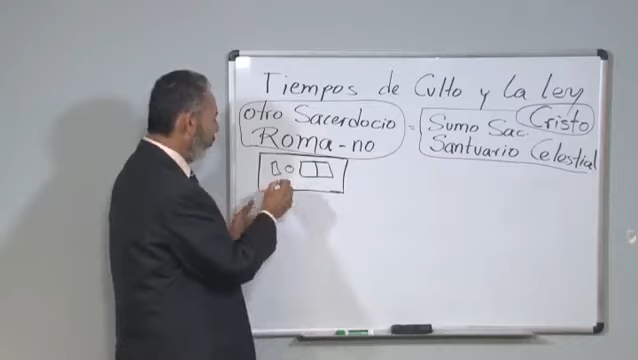 Tiempos de Culto y la Ley
otro Sacerdocio
Roma-no
=
Cristo
Sumo Sac.
Santuario Celestial